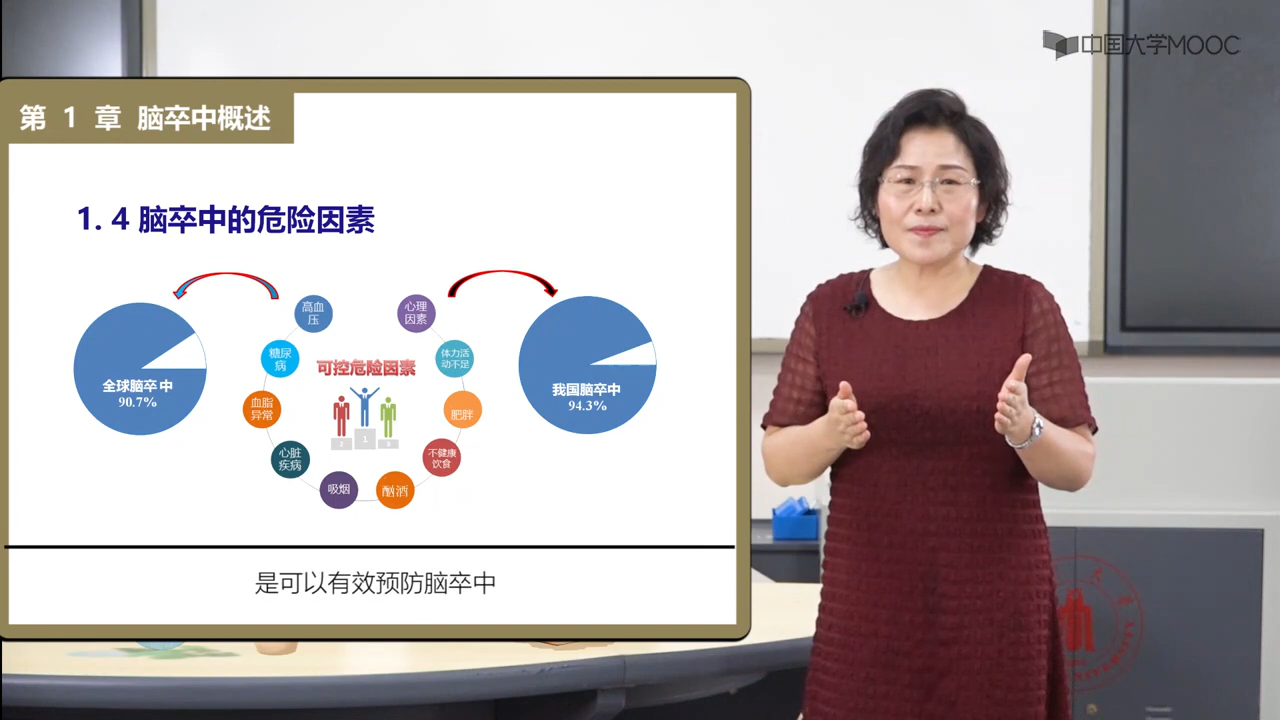 中国大学MOOC
第 1 章 脑卒中概述
1. 4 脑卒中的危险因素
高血
压
心理
因素
糖尿
病
体力活
动不足
可控危险因素
全球脑卒中
90.7%
我国脑卒中
94.3%
血脂
异常
肥胖
2
1
3
心脏
疾病
不健康
饮食
吸烟
酗酒
是可以有效预防脑卒中